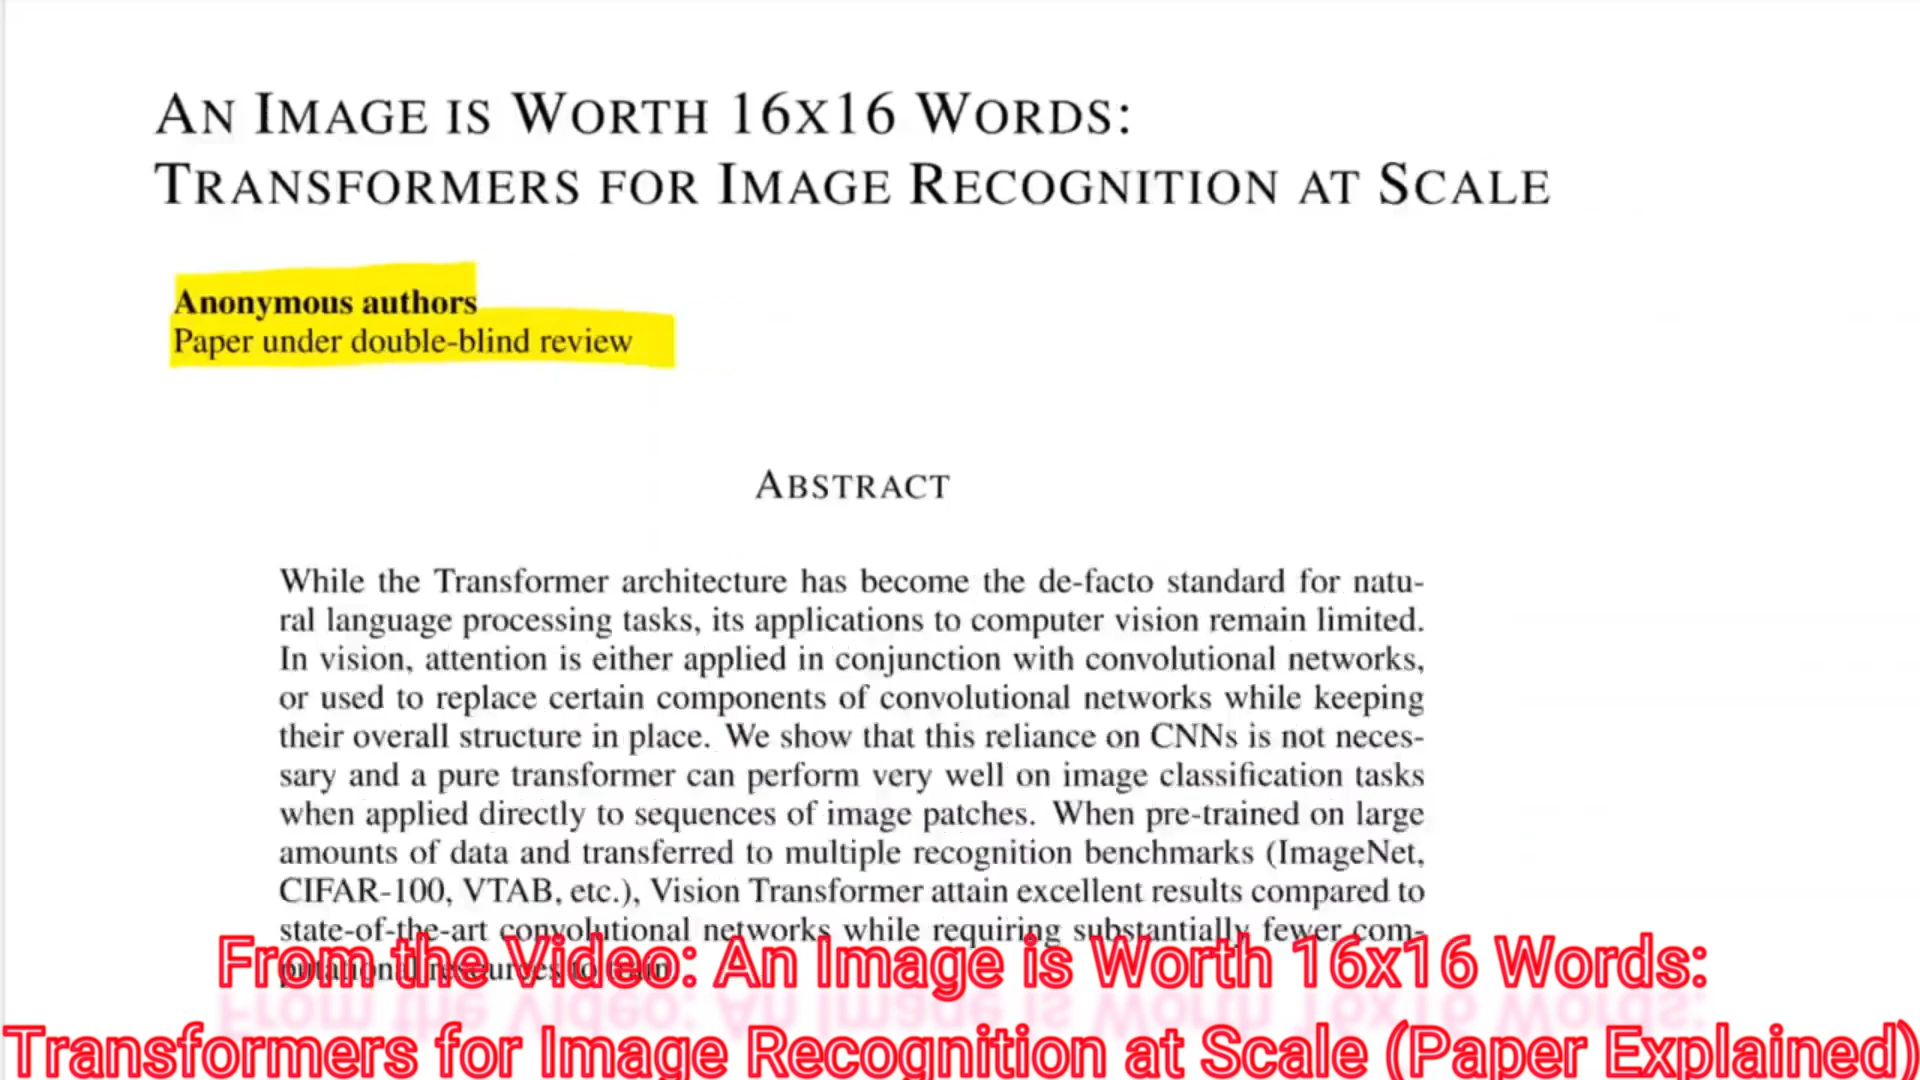 AN IMAGE IS WORTH 16X16 WORDS:
TRANSFORMERS FOR IMAGE RECOGNITION AT SCALE
Anonymous authors
Paper under double-blind review
ABSTRACT
While the Transformer architecture has become the de-facto standard for natu-
ral language processing tasks, its applications to computer vision remain limited.
In vision, attention is either applied in conjunction with convolutional networks,
or used to replace certain components of convolutional networks while keeping
their overall structure in place. We show that this reliance on CNNs is not neces-
sary and a pure transformer can perform very well on image classification tasks
when applied directly to sequences of image patches. When pre-trained on large
amounts of data and transferred to multiple recognition benchmarks (ImageNet,
CIFAR-100, VTAB, etc.), Vision Transformer attain excellent results compared to
state-of-the-art convolutional networks while requiring substantially fewer com-
putational resources to train.
From the Video: An Image is Worth 16x16 Words:
Transformers for Image Recognition at Scale (Paper Explained)